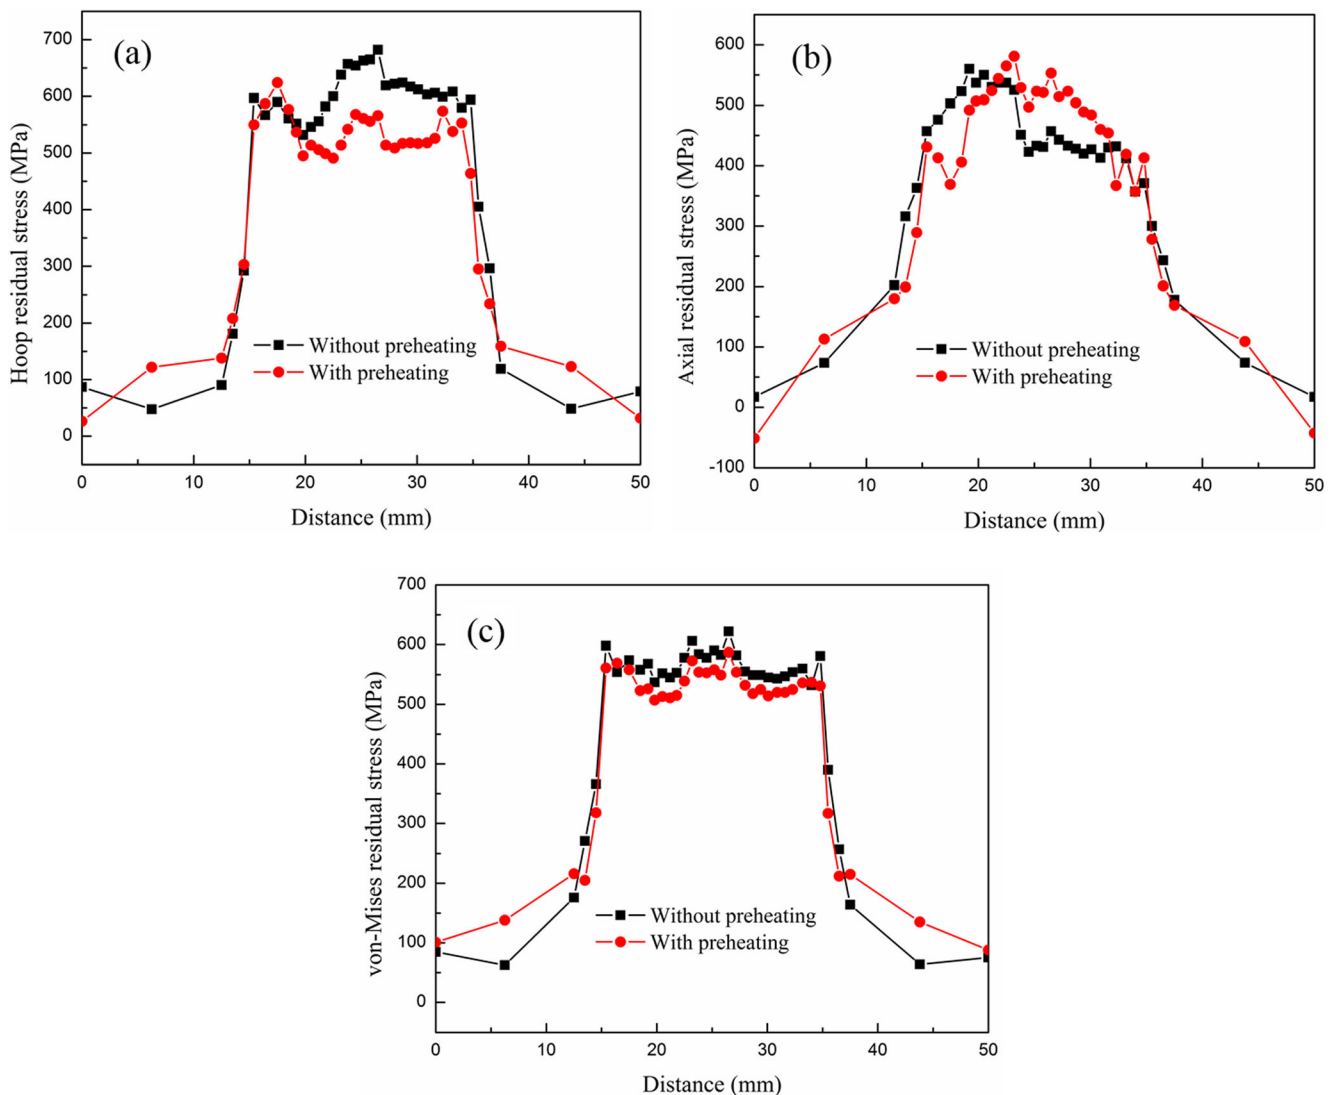 (a)
Hoop residual stress (MPa)
700
600
500
400
300
200
100
0
Without preheating
With preheating
0 10 20 30 40 50
Distance (mm)
(b)
Axial residual stress (MPa)
600
500
400
300
200
100
0
-100
Without preheating
With preheating
0 10 20 30 40 50
Distance (mm)
(c)
von-Mises residual stress (MPa)
700
600
500
400
300
200
100
0
Without preheating
With preheating
0 10 20 30 40 50
Distance (mm)